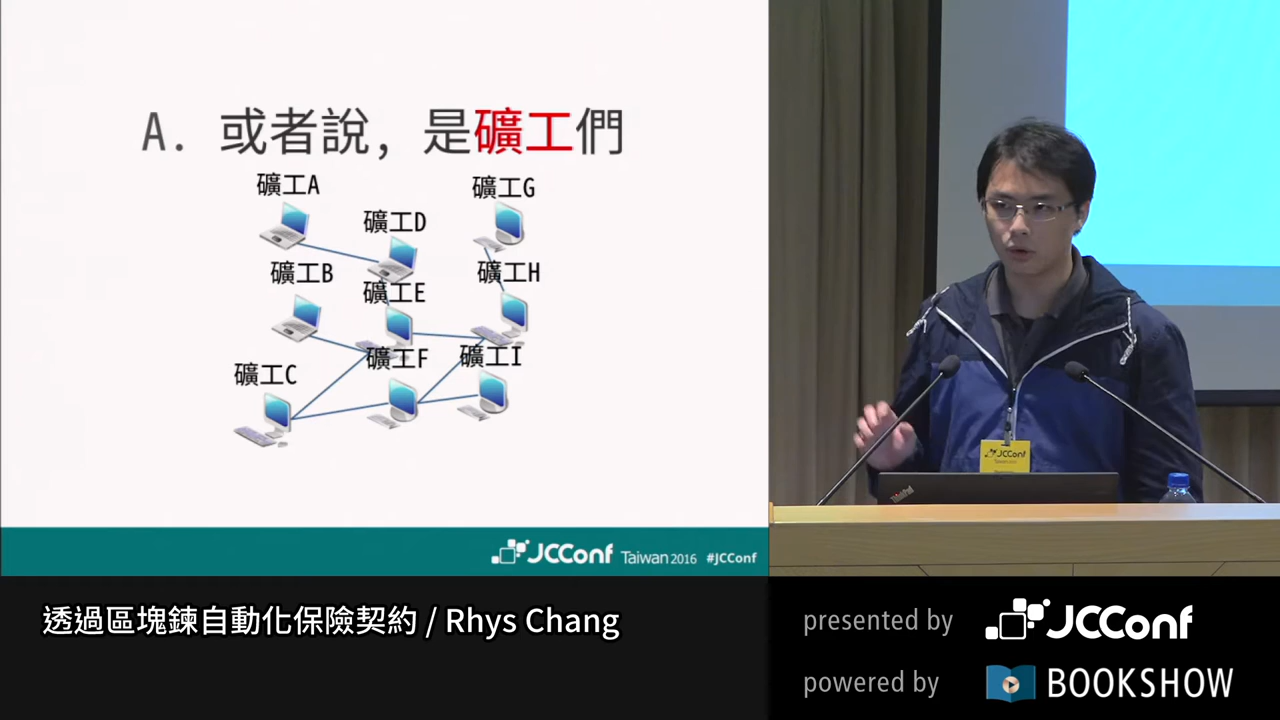 A. 或者說, 是礦工們
礦工A
礦工G
礦工D
礦工B
礦工H
礦工E
礦工F
礦工I
礦工C
JCConf Taiwan 2016 #JCConf
JCConf
ThinkPad
透過區塊鍊自動化保險契約 / Rhys Chang
presented by JCConf
powered by BOOKSHOW